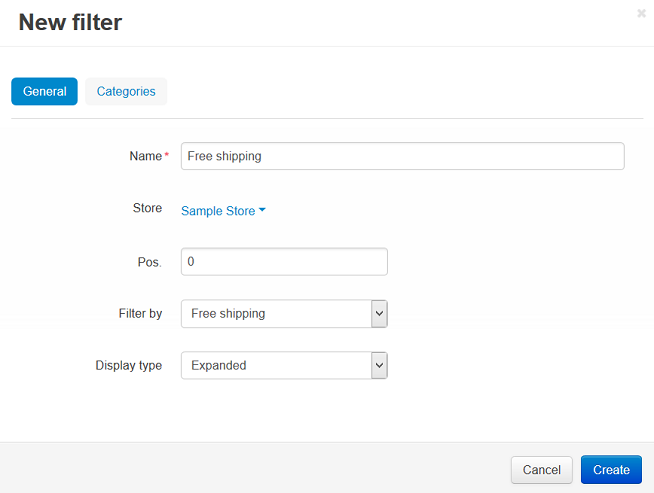 New filter
General Categories
Name* Free shipping
Store Sample Store
Pos. 0
Filter by Free shipping
Display type Expanded
Cancel Create